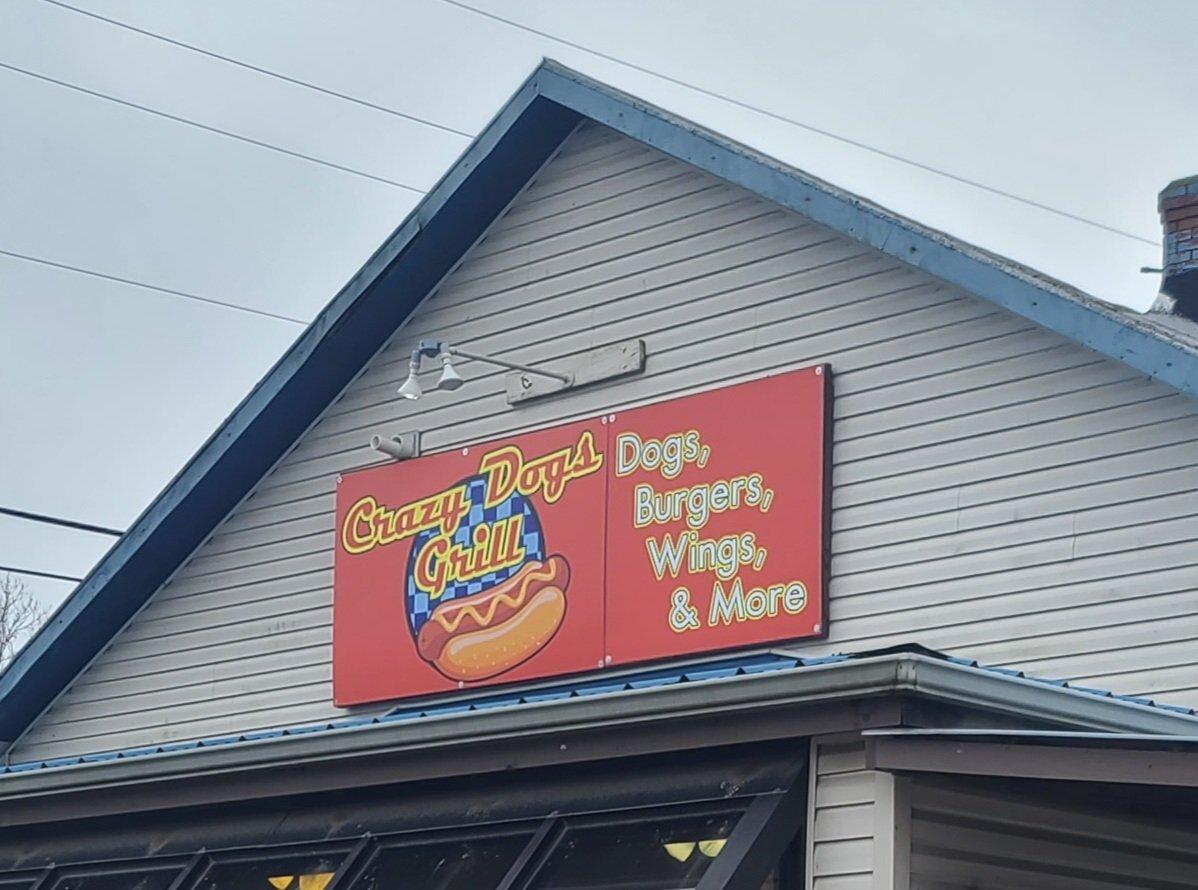 Crazy Dogs
Grill
Dogs,
Burgers,
Wings,
& More